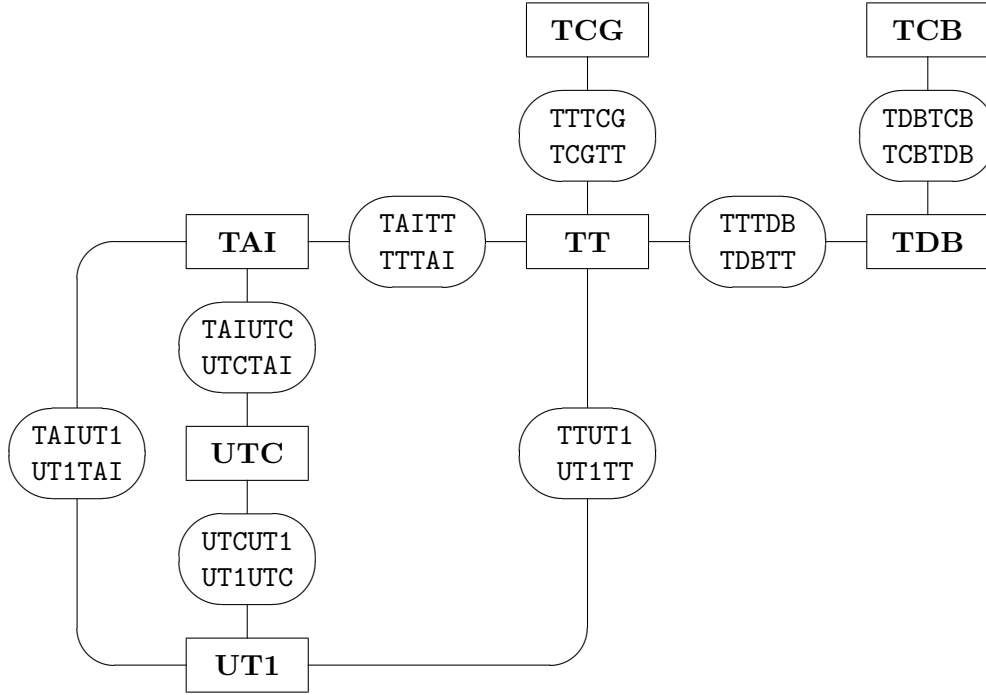 TCG
TCB
TTTCG
TCGTT
TDBTCB
TCBTDB
TAI
TAITT
TTTAI
TT
TTTDB
TDBTT
TDB
TAIUTC
UTCTAI
TAIUT1
UT1TAI
UTC
TTUT1
UT1TT
UTCUT1
UT1UTC
UT1